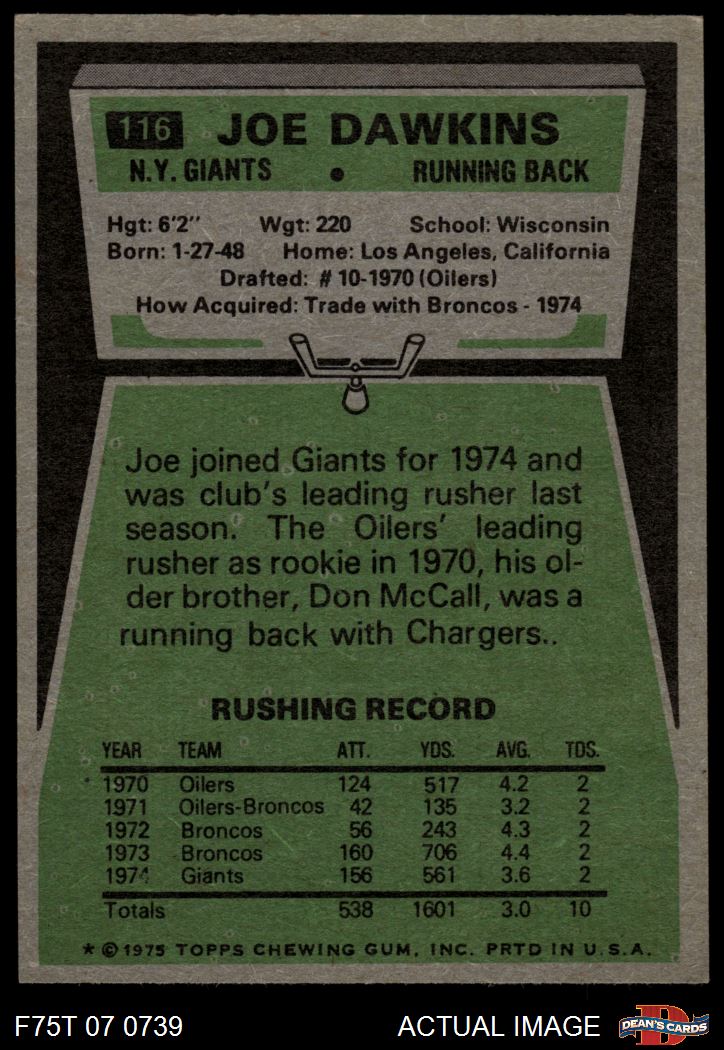 116 JOE DAWKINS
N.Y. GIANTS • RUNNING BACK
Hgt: 6'2" Wgt: 220 School: Wisconsin
Born: 1-27-48 Home: Los Angeles, California
Drafted: # 10-1970 (Oilers)
How Acquired: Trade with Broncos - 1974
Joe joined Giants for 1974 and
was club's leading rusher last
season. The Oilers' leading
rusher as rookie in 1970, his ol-
der brother, Don McCall, was a
running back with Chargers..
RUSHING RECORD
YEAR TEAM ATT. YDS. AVG. TDS.
1970 Oilers 124 517 4.2 2
1971 Oilers-Broncos 42 135 3.2 2
1972 Broncos 56 243 4.3 2
1973 Broncos 160 706 4.4 2
1974 Giants 156 561 3.6 2
Totals 538 1601 3.0 10
* © 1975 TOPPS CHEWING GUM, INC. PRTD IN U.S.A.
F75T 07 0739 ACTUAL IMAGE D DEAN'S CARDS